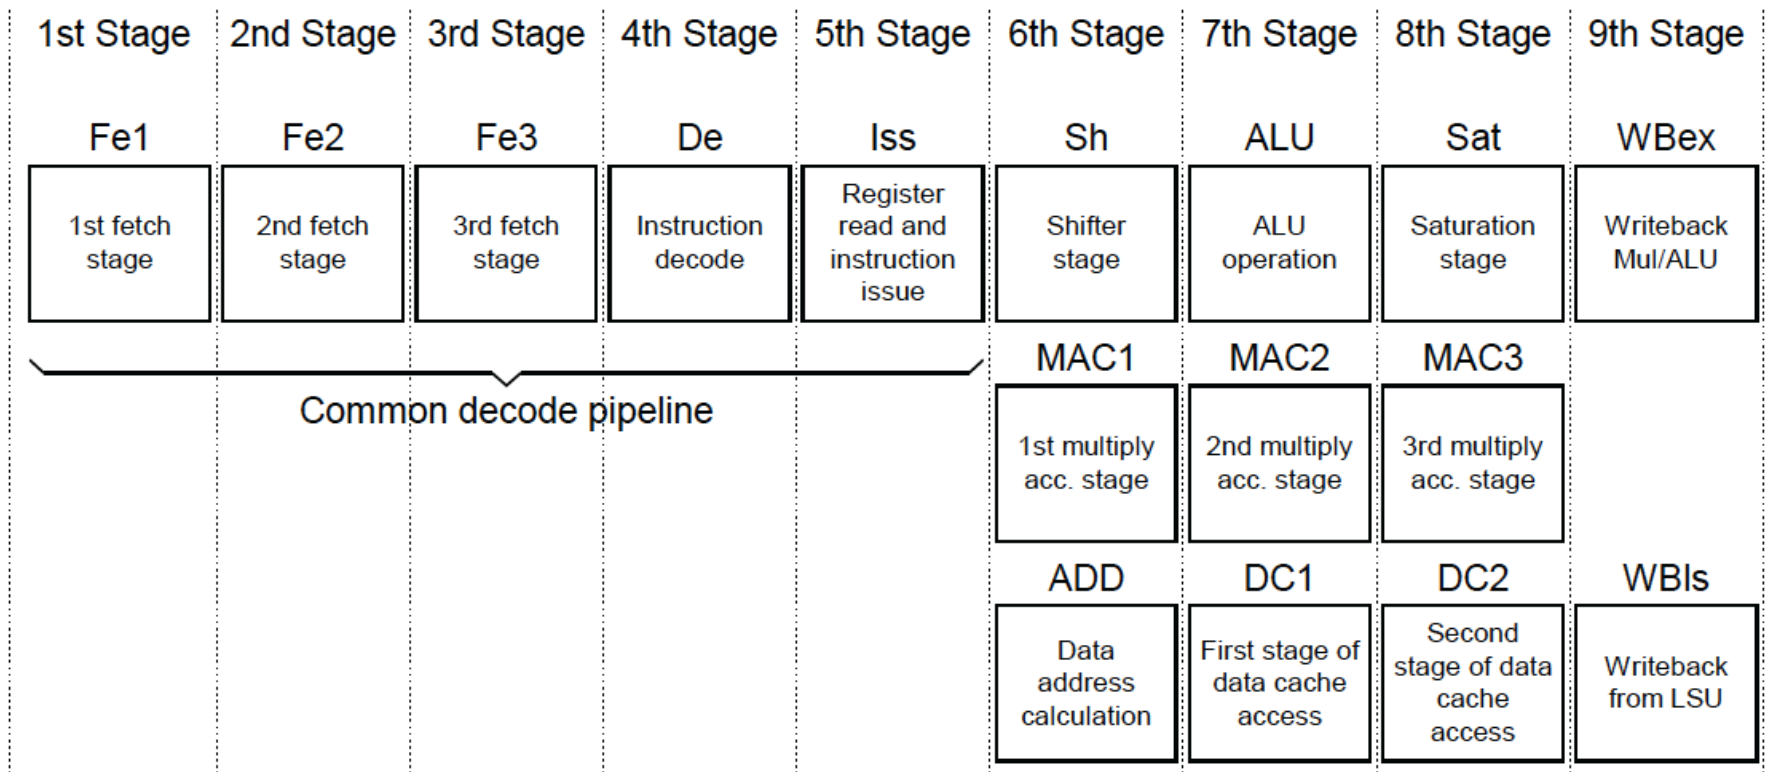 1st Stage
2nd Stage
3rd Stage
4th Stage
5th Stage
6th Stage
7th Stage
8th Stage
9th Stage
Fe1
Fe2
Fe3
De
Iss
Sh
ALU
Sat
WBex
1st fetch
stage
2nd fetch
stage
3rd fetch
stage
Instruction
decode
Register
read and
instruction
issue
Shifter
stage
ALU
operation
Saturation
stage
Writeback
Mul/ALU
Common decode pipeline
MAC1
MAC2
MAC3
1st multiply
acc. stage
2nd multiply
acc. stage
3rd multiply
acc. stage
ADD
DC1
DC2
WBls
Data
address
calculation
First stage of
data cache
access
Second
stage of data
cache
access
Writeback
from LSU